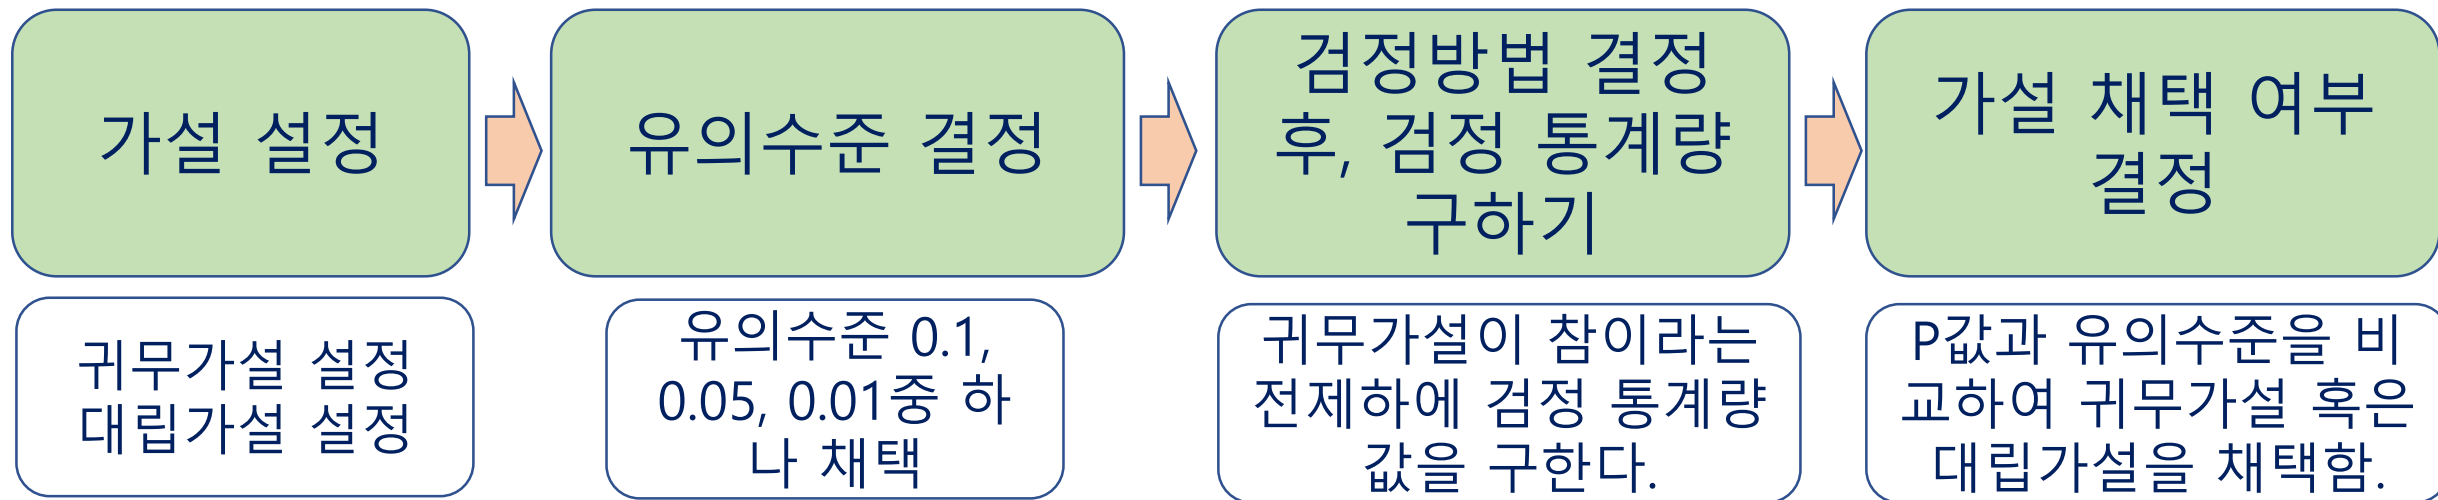 가설 설정
유의수준 결정
검정방법 결정
후, 검정 통계량
구하기
가설 채택 여부
결정
귀무가설 설정
대립가설 설정
유의수준 0.1,
0.05, 0.01중 하
나 채택
귀무가설이 참이라는
전제하에 검정 통계량
값을 구한다.
P값과 유의수준을 비
교하여 귀무가설 혹은
대립가설을 채택함.